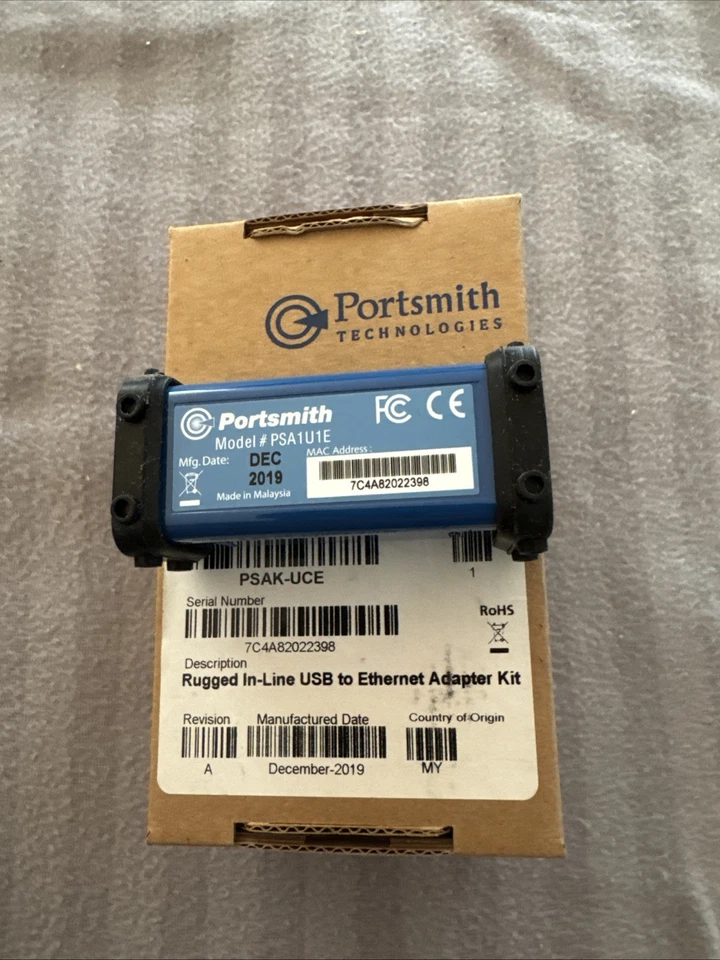 Portsmith
TECHNOLOGIES
Portsmith
FC CE
Model # PSA1U1E
Mfg. Date: DEC 2019
MAC Address:
7C4A82022398
Made in Malaysia
PSAK-UCE
1
Serial Number
7C4A82022398
RoHS
Description
Rugged In-Line USB to Ethernet Adapter Kit
Revision Manufactured Date Country of Origin
A December-2019 MY